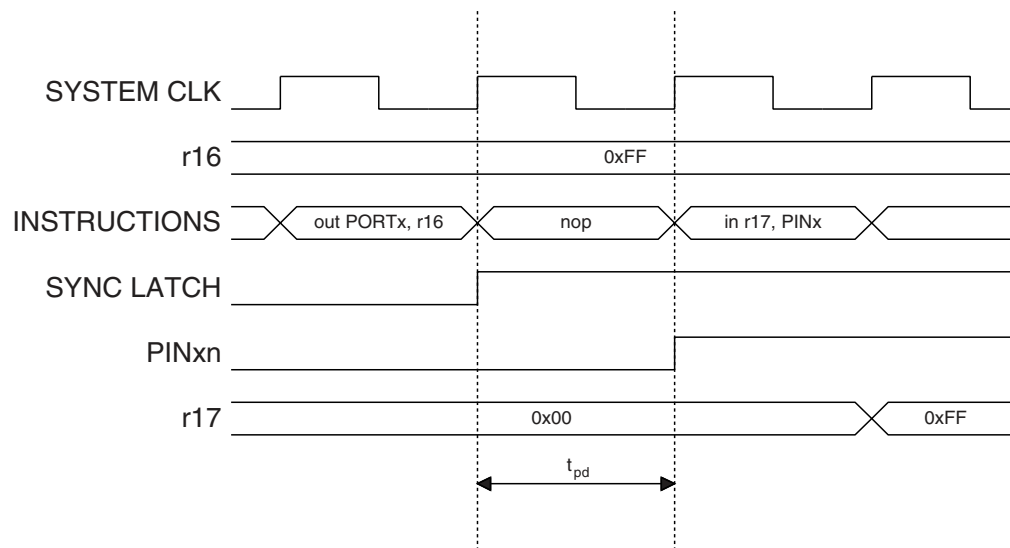 SYSTEM CLK
r16 0xFF
INSTRUCTIONS out PORTx, r16 nop in r17, PINx
SYNC LATCH
PINxn
r17 0x00 0xFF
tpd